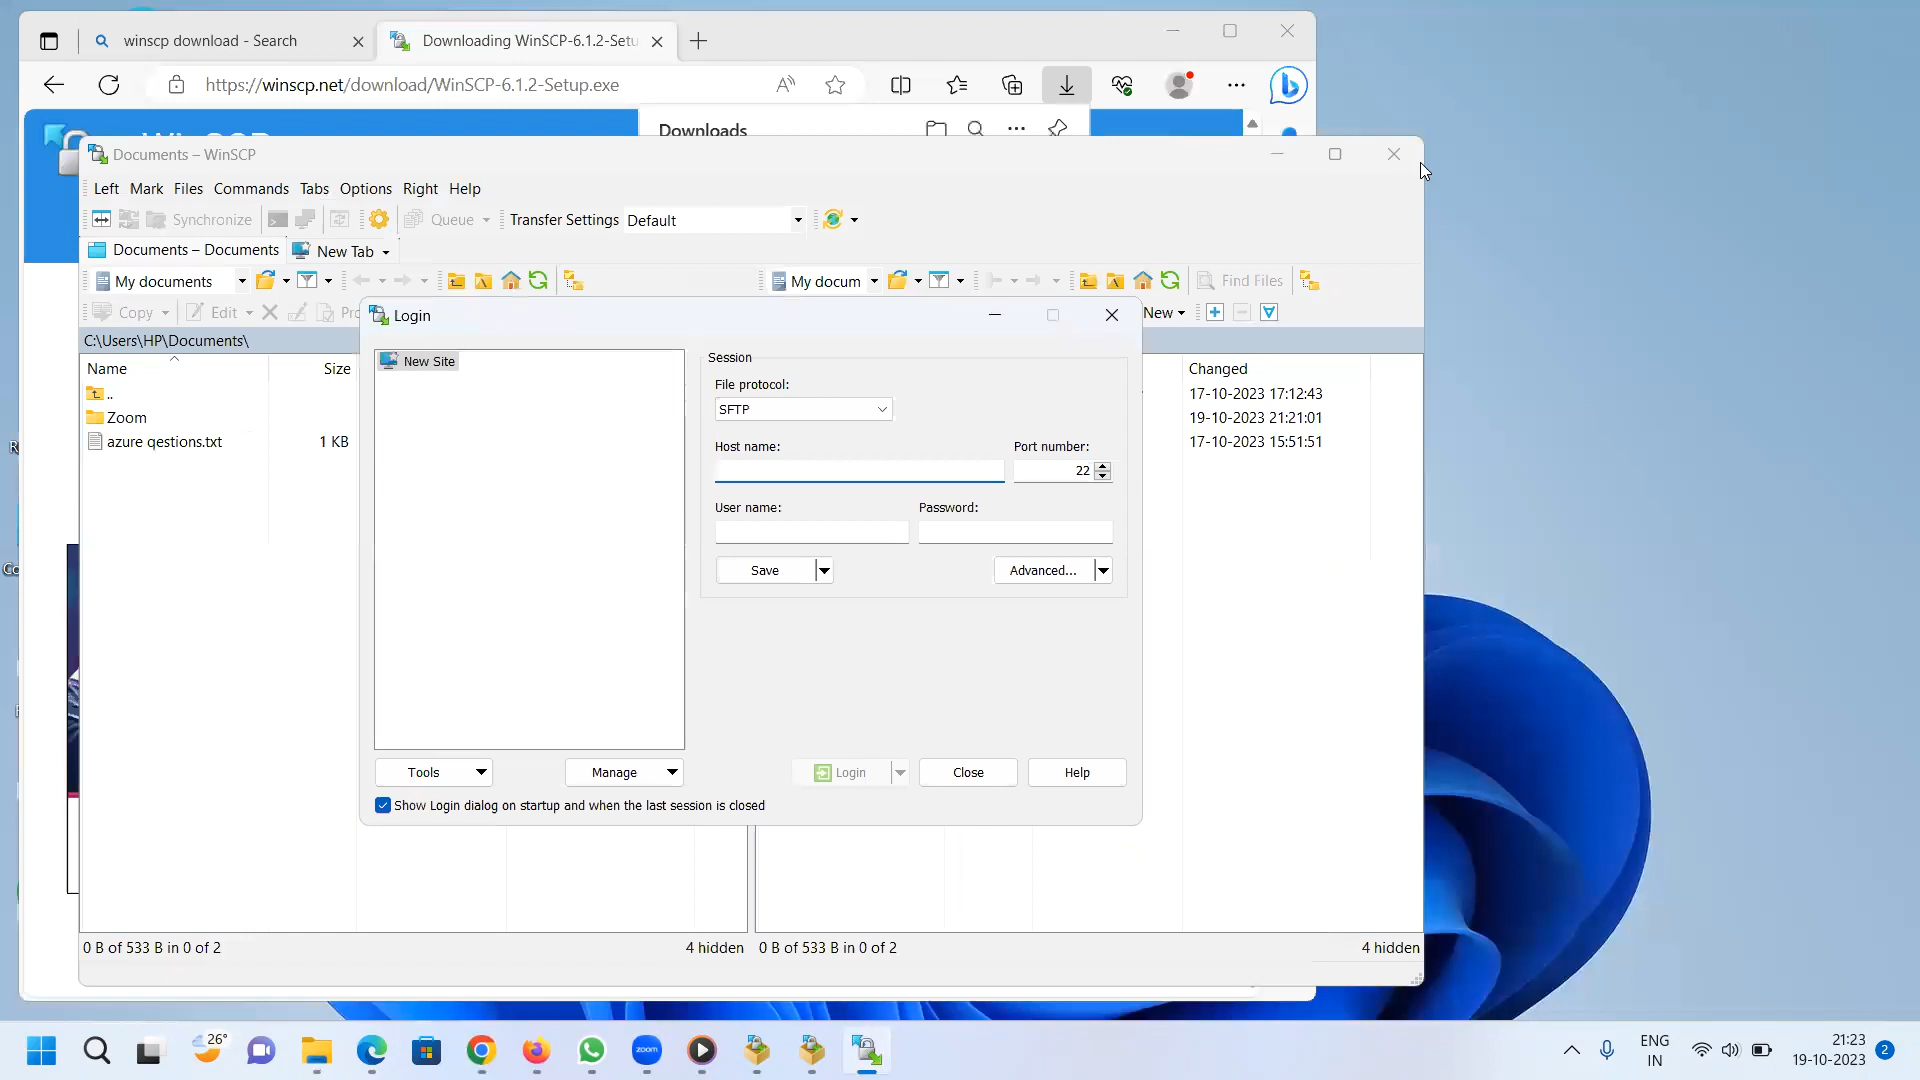 winscp download - Search
Downloading WinSCP-6.1.2-Setu
https://winscp.net/download/WinSCP-6.1.2-Setup.exe
Downloads
Documents – WinSCP
Left Mark Files Commands Tabs Options Right Help
Synchronize Queue Transfer Settings Default
Documents – Documents New Tab
My documents My docum Find Files
Copy Edit New
C:\Users\HP\Documents\
Name Size Changed
.. 17-10-2023 17:12:43
Zoom 19-10-2023 21:21:01
azure qestions.txt 1 KB 17-10-2023 15:51:51
Login
New Site
Session
File protocol:
SFTP
Host name: Port number:
22
User name: Password:
Save Advanced...
Tools Manage Login Close Help
Show Login dialog on startup and when the last session is closed
0 B of 533 B in 0 of 2 4 hidden 0 B of 533 B in 0 of 2 4 hidden
26°
zoom
ENG
IN
21:23
19-10-2023
2